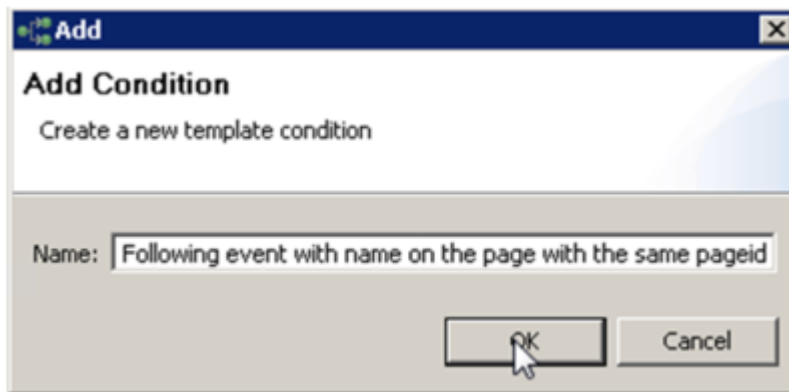 Add
Add Condition
Create a new template condition
Name: Following event with name on the page with the same pageid
OK Cancel